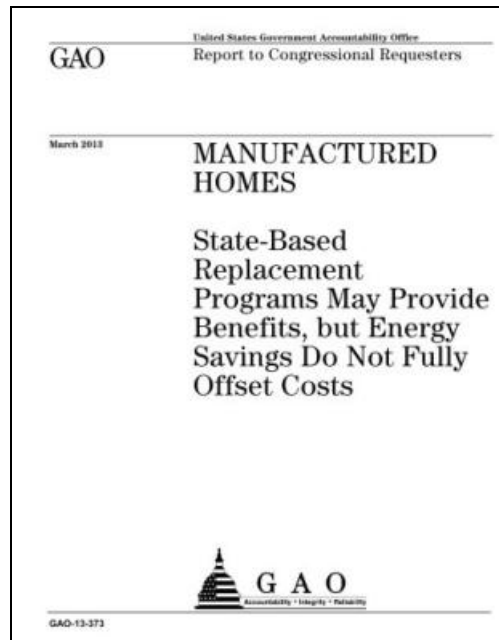 United States Government Accountability Office
GAO
Report to Congressional Requesters
March 2013
MANUFACTURED
HOMES
State-Based
Replacement
Programs May Provide
Benefits, but Energy
Savings Do Not Fully
Offset Costs
G A O
Accountability * Integrity * Reliability
GAO-13-373